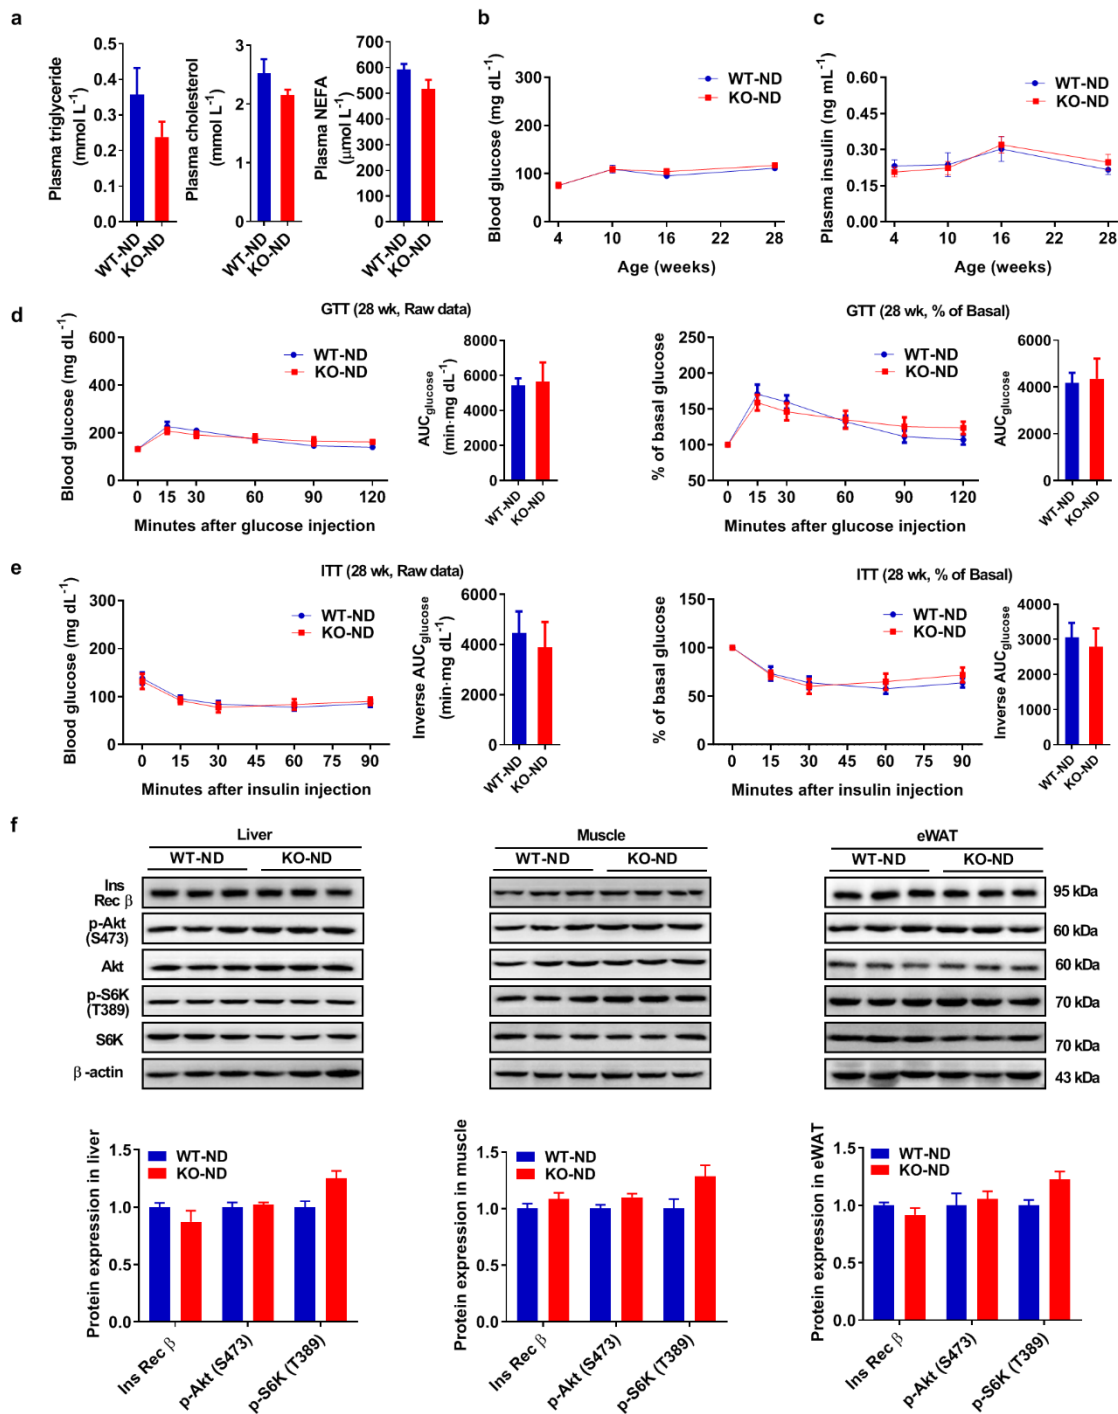 a
Plasma triglyceride
(mmol L⁻¹)
0.5
0.4
0.3
0.2
0.1
0.0
WT-ND
KO-ND
Plasma cholesterol
(mmol L⁻¹)
3
2
1
0
WT-ND
KO-ND
Plasma NEFA
(μmol L⁻¹)
600
500
400
300
200
100
0
WT-ND
KO-ND
b
Blood glucose (mg dL⁻¹)
300
200
100
0
WT-ND
KO-ND
4 10 16 22 28
Age (weeks)
c
Plasma insulin (ng mL⁻¹)
0.60
0.45
0.30
0.15
0.00
WT-ND
KO-ND
4 10 16 22 28
Age (weeks)
d
GTT (28 wk, Raw data)
Blood glucose (mg dL⁻¹)
600
400
200
0
WT-ND
KO-ND
0 15 30 60 90 120
Minutes after glucose injection
AUCglucose
(min·mg dL⁻¹)
8000
6000
4000
2000
0
WT-ND
KO-ND
GTT (28 wk, % of Basal)
% of basal glucose
200
150
100
50
WT-ND
KO-ND
0 15 30 60 90 120
Minutes after glucose injection
AUCglucose
6000
4000
2000
0
WT-ND
KO-ND
e
ITT (28 wk, Raw data)
Blood glucose (mg dL⁻¹)
300
200
100
0
WT-ND
KO-ND
0 15 30 45 60 75 90
Minutes after insulin injection
Inverse AUCglucose
(min·mg dL⁻¹)
6000
4000
2000
0
WT-ND
KO-ND
ITT (28 wk, % of Basal)
% of basal glucose
150
100
50
0
WT-ND
KO-ND
0 15 30 45 60 75 90
Minutes after insulin injection
Inverse AUCglucose
4000
3000
2000
1000
0
WT-ND
KO-ND
f
Liver
WT-ND KO-ND
Muscle
WT-ND KO-ND
eWAT
WT-ND KO-ND
Ins
Rec β
95 kDa
p-Akt
(S473)
60 kDa
Akt
60 kDa
p-S6K
(T389)
70 kDa
S6K
70 kDa
β-actin
43 kDa
Protein expression in liver
1.5
1.0
0.5
0.0
WT-ND
KO-ND
Ins Rec β
p-Akt (S473)
p-S6K (T389)
Protein expression in muscle
1.5
1.0
0.5
0.0
WT-ND
KO-ND
Ins Rec β
p-Akt (S473)
p-S6K (T389)
Protein expression in eWAT
1.5
1.0
0.5
0.0
WT-ND
KO-ND
Ins Rec β
p-Akt (S473)
p-S6K (T389)